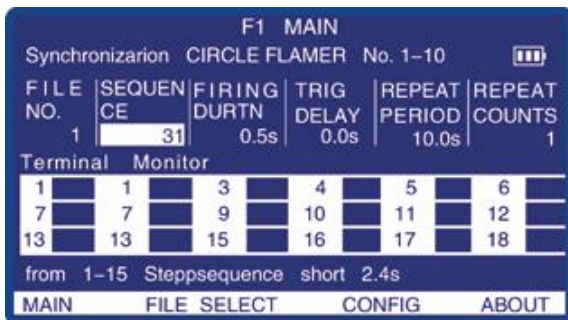 F1 MAIN
Synchronizarion CIRCLE FLAMER No. 1–10
FILE NO. 1
SEQUENCE 31
FIRING DURTN 0.5s
TRIG DELAY 0.0s
REPEAT PERIOD 10.0s
REPEAT COUNTS 1
Terminal Monitor
1 1 3 4 5 6
7 7 9 10 11 12
13 13 15 16 17 18
from 1–15 Steppsequence short 2.4s
MAIN FILE SELECT CONFIG ABOUT